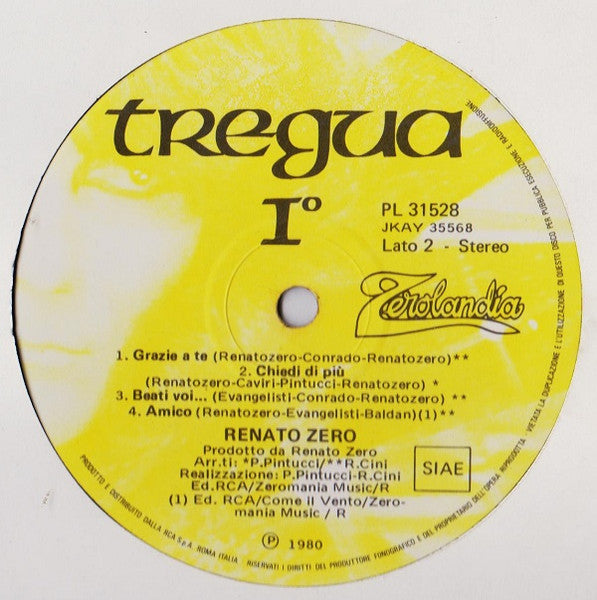 tregua
I°
PL 31528
JKAY 35568
Lato 2 - Stereo
Zerolandia
1. Grazie a te (Renatozero-Conrado-Renatozero)**
2. Chiedi di più
(Renatozero-Caviri-Pintucci-Renatozero) *
3. Beati voi... (Evangelisti-Conrado-Renatozero)
4. Amico (Renatozero-Evangelisti-Baldan)(1)**
RENATO ZERO
Prodotto da Renato Zero
Arr.ti: *P.Pintucci/**R.Cini
Realizzazione: P.Pintucci-R.Cini
Ed.RCA/Zeromania Music/R
(1) Ed. RCA/Come il Vento/Zero-
mania Music / R
SIAE
P 1980
PRODOTTO E DISTRIBUITO DALLA RCA S.p.A. ROMA ITALIA - RISERVATI I DIRITTI DEL PRODUTTORE FONOGRAFICO E DEL PROPRIETARIO DELL'OPERA RIPRODOTTA - VIETATA LA DUPLICAZIONE E L'UTILIZZAZIONE DI QUESTO DISCO PER PUBBLICA ESECUZIONE E RADIODIFFUSIONE